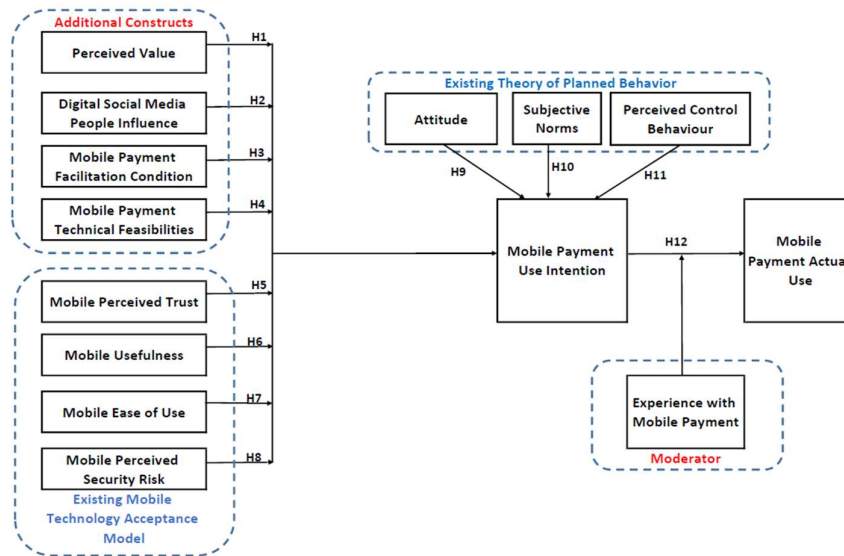 Additional Constructs
Perceived Value
H1
Digital Social Media
People Influence
H2
Mobile Payment
Facilitation Condition
H3
Mobile Payment
Technical Feasibilities
H4
Mobile Perceived Trust
H5
Mobile Usefulness
H6
Mobile Ease of Use
H7
Mobile Perceived
Security Risk
H8
Existing Mobile
Technology Acceptance
Model
Existing Theory of Planned Behavior
Attitude
Subjective
Norms
Perceived Control
Behaviour
H9
H10
H11
Mobile Payment
Use Intention
H12
Mobile
Payment Actual
Use
Experience with
Mobile Payment
Moderator